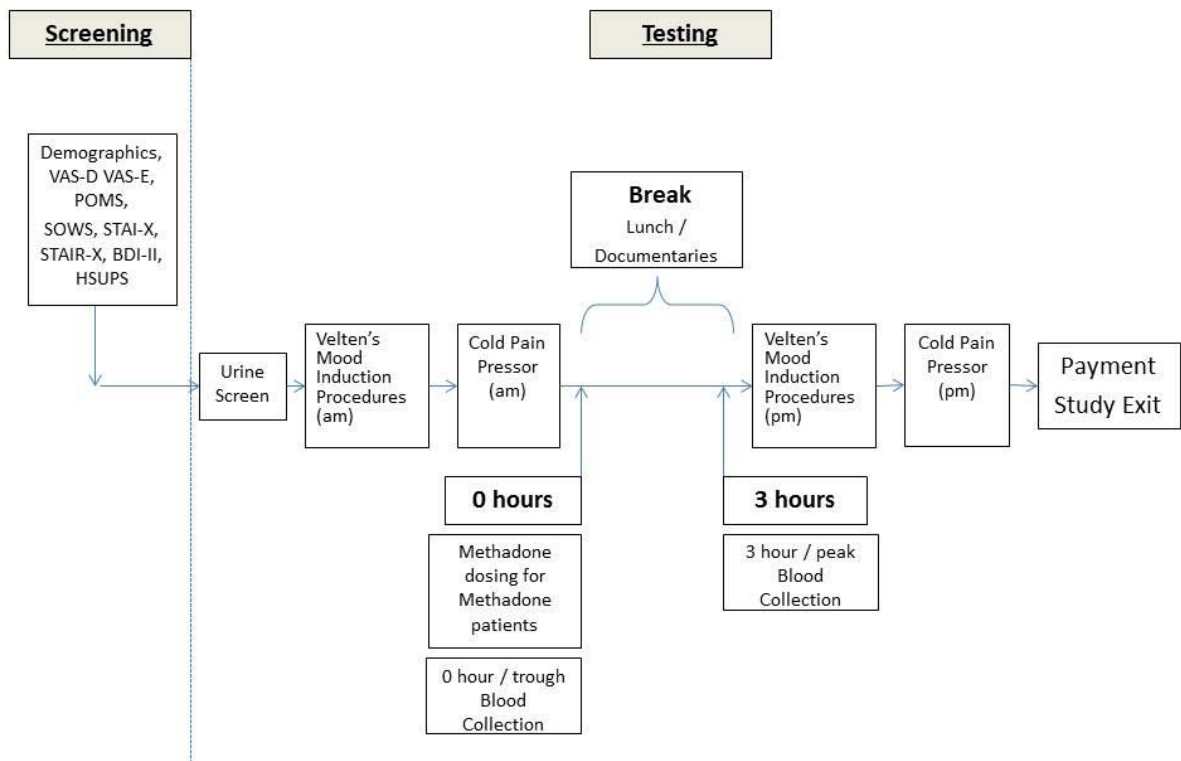 Screening
Testing
Demographics,
VAS-D VAS-E,
POMS,
SOWS, STAI-X,
STAIR-X, BDI-II,
HSUPS
Break
Lunch /
Documentaries
Urine
Screen
Velten's
Mood
Induction
Procedures
(am)
Cold Pain
Pressor
(am)
Velten's
Mood
Induction
Procedures
(pm)
Cold Pain
Pressor
(pm)
Payment
Study Exit
0 hours
Methadone
dosing for
Methadone
patients
0 hour / trough
Blood
Collection
3 hours
3 hour / peak
Blood
Collection